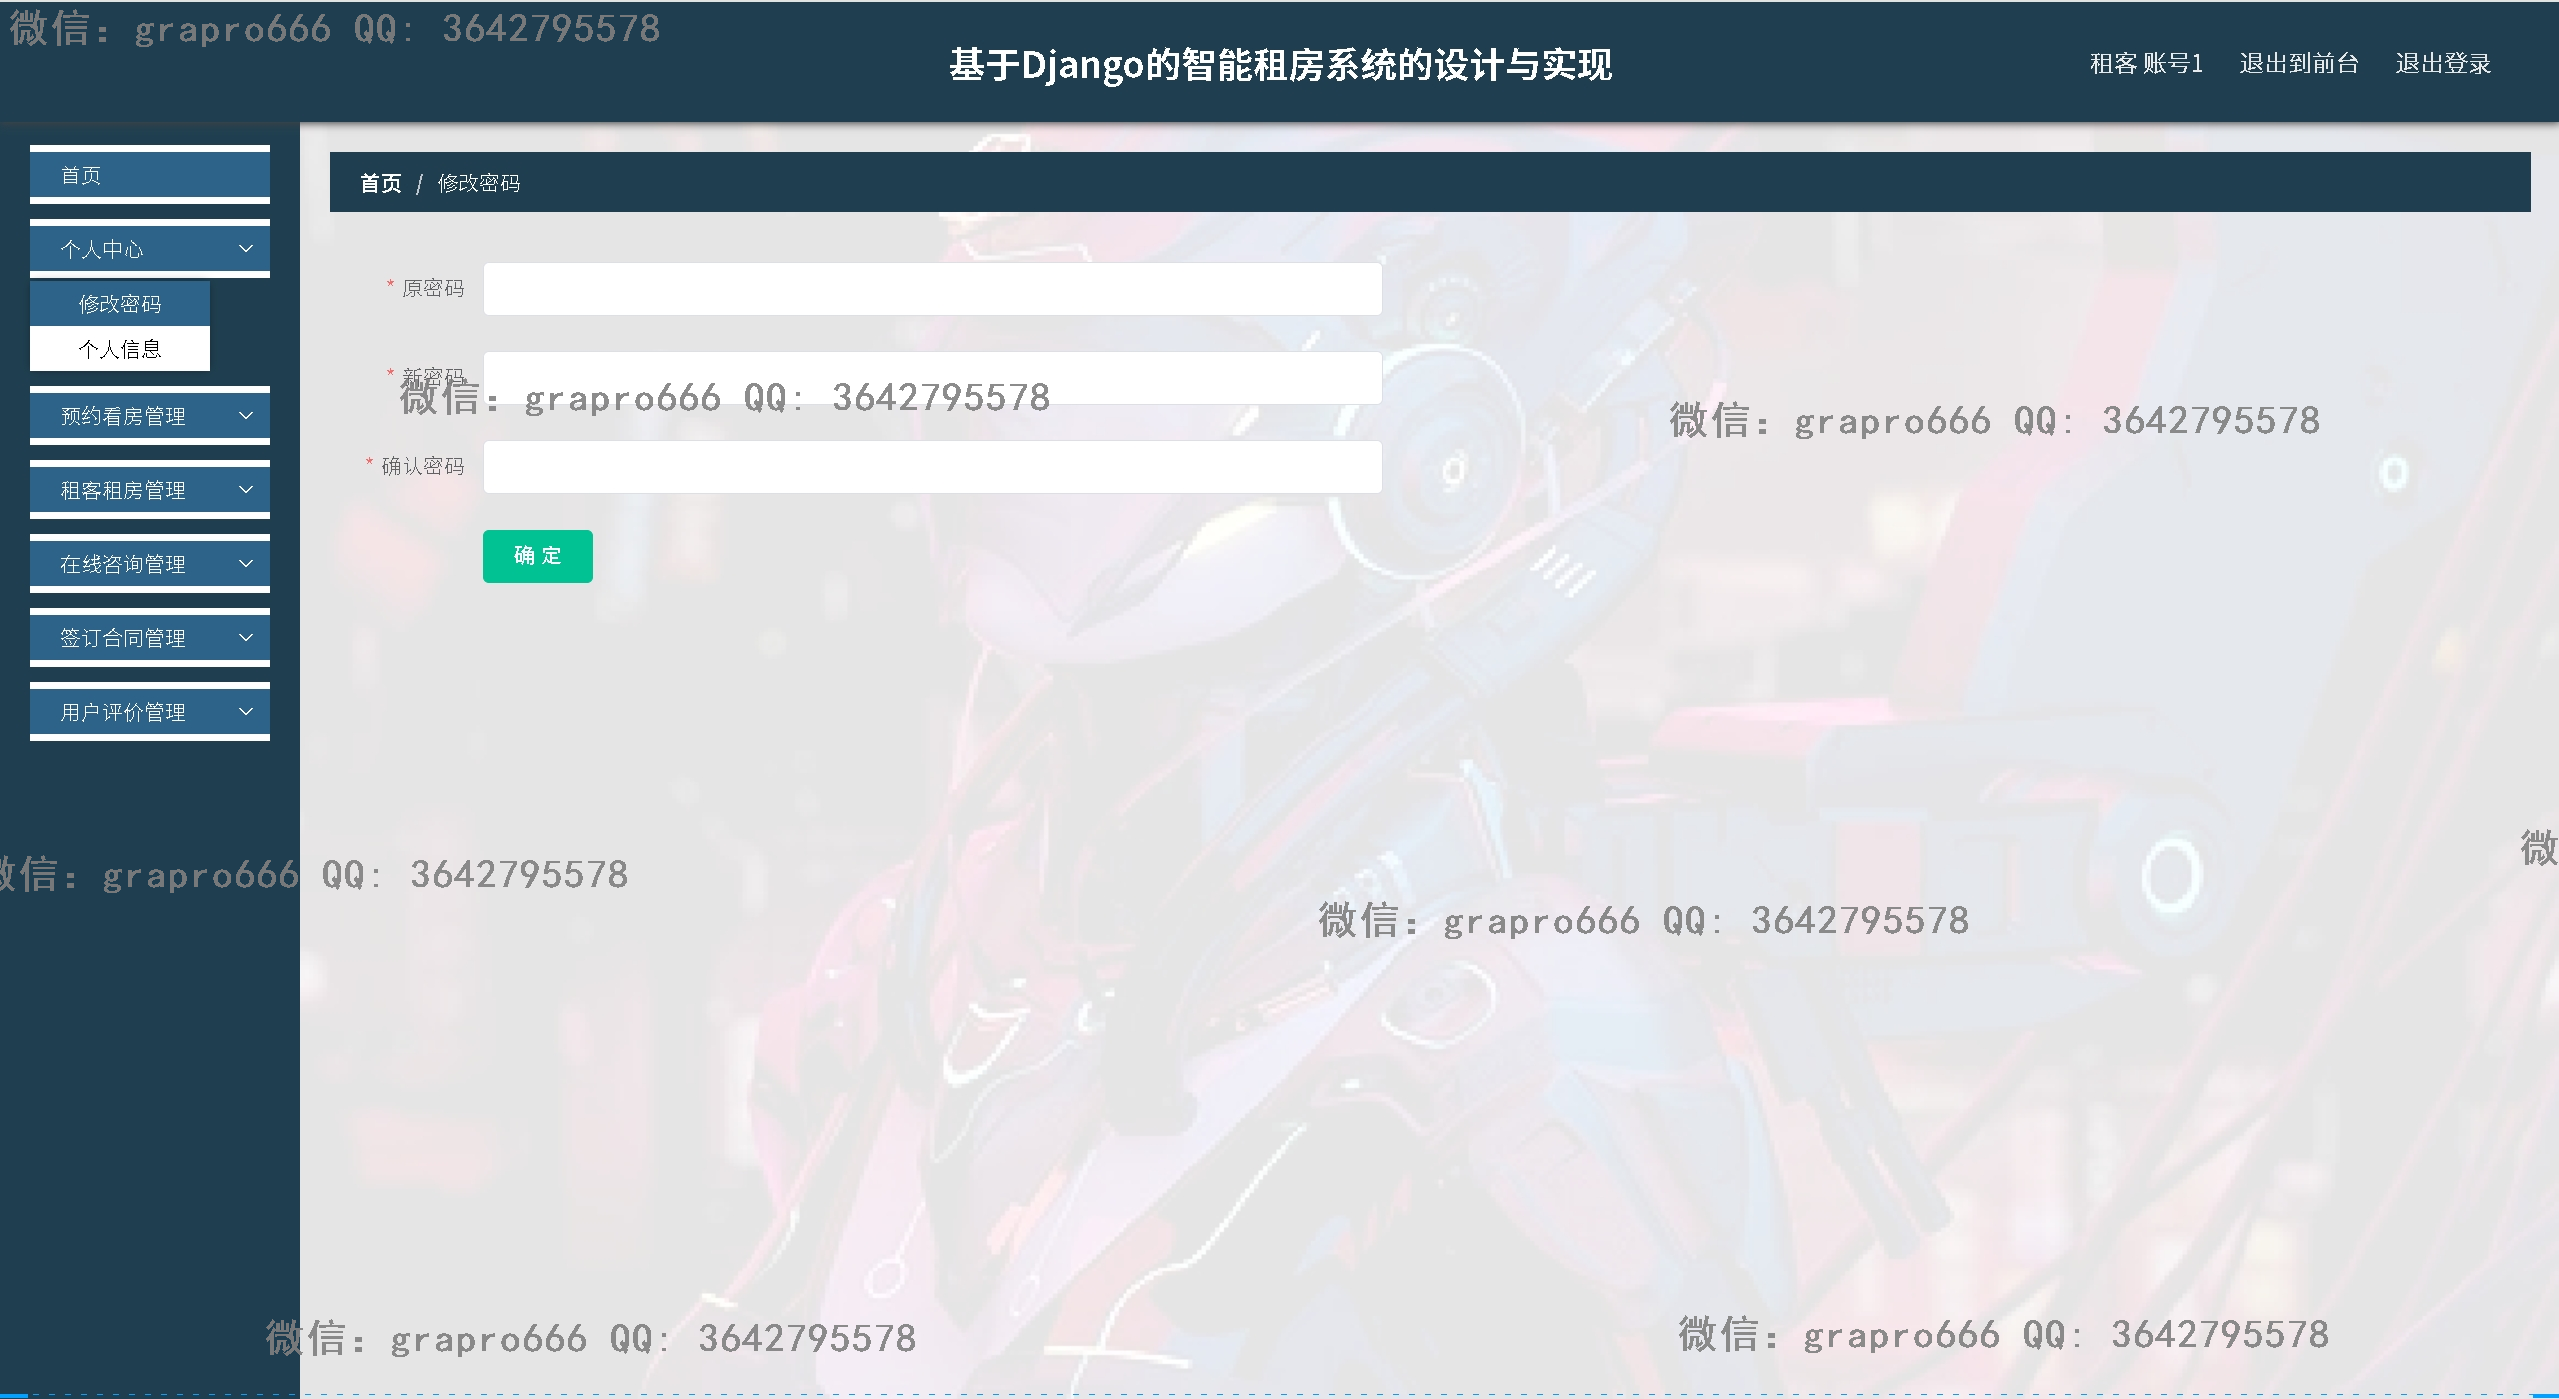 微信: grapro666 QQ: 3642795578
基于Django的智能租房系统的设计与实现
租客 账号1
退出到前台
退出登录
首页
个人中心
修改密码
个人信息
预约看房管理
租客租房管理
在线咨询管理
签订合同管理
用户评价管理
首页 / 修改密码
* 原密码
* 新密码
微信: grapro666 QQ: 3642795578
微信: grapro666 QQ: 3642795578
* 确认密码
确 定
微信: grapro666 QQ: 3642795578
微
微信: grapro666 QQ: 3642795578
微信: grapro666 QQ: 3642795578
微信: grapro666 QQ: 3642795578